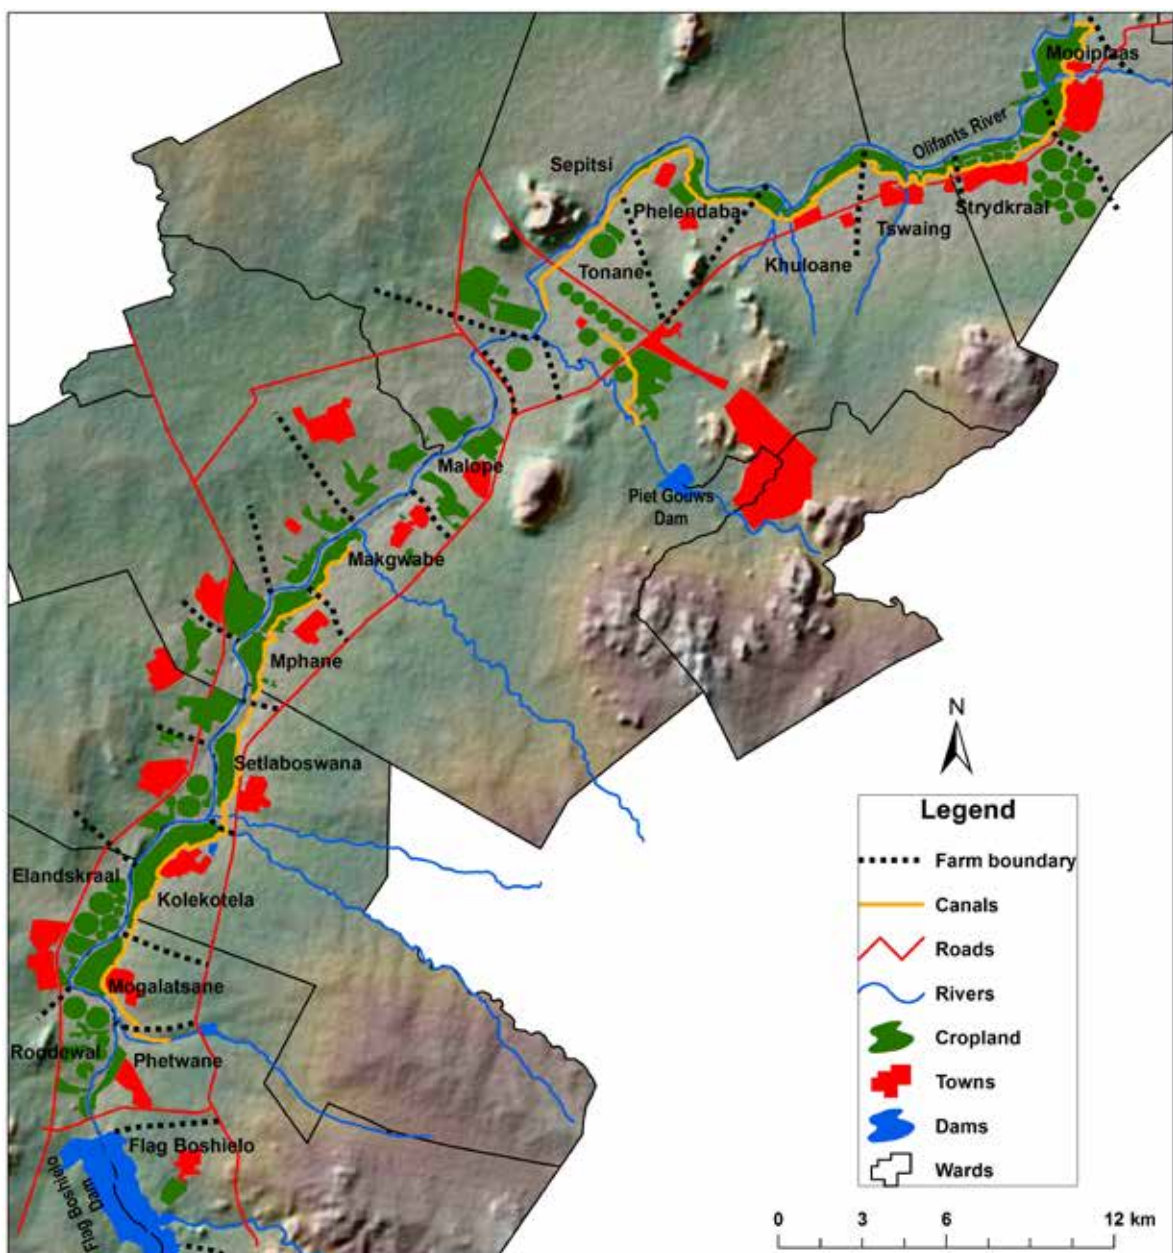 Mooiplaas
Olifants River
Sepitsi
Phelendaba
Strydkraal
Tswaing
Khuloane
Tonane
Malope
Piet Gouws
Dam
Makgwabe
Mphane
Setlaboswana
Elandskraal
Kolekotela
Mogalatsane
Roodewal
Phetwane
Flag Boshielo
Flag Boshielo
Dam
N
Legend
Farm boundary
Canals
Roads
Rivers
Cropland
Towns
Dams
Wards
0 3 6 12 km